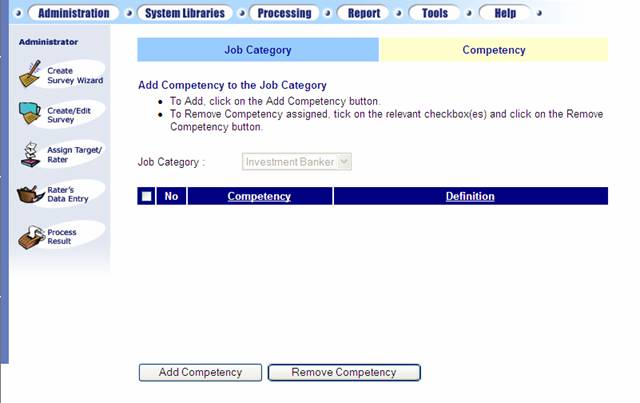 Administration System Libraries Processing Report Tools Help
Administrator
Create
Survey Wizard
Create/Edit
Survey
Assign Target/
Rater
Rater's
Data Entry
Process
Result
Job Category Competency
Add Competency to the Job Category
• To Add, click on the Add Competency button.
• To Remove Competency assigned, tick on the relevant checkbox(es) and click on the Remove
Competency button.
Job Category : Investment Banker
No Competency Definition
Add Competency Remove Competency